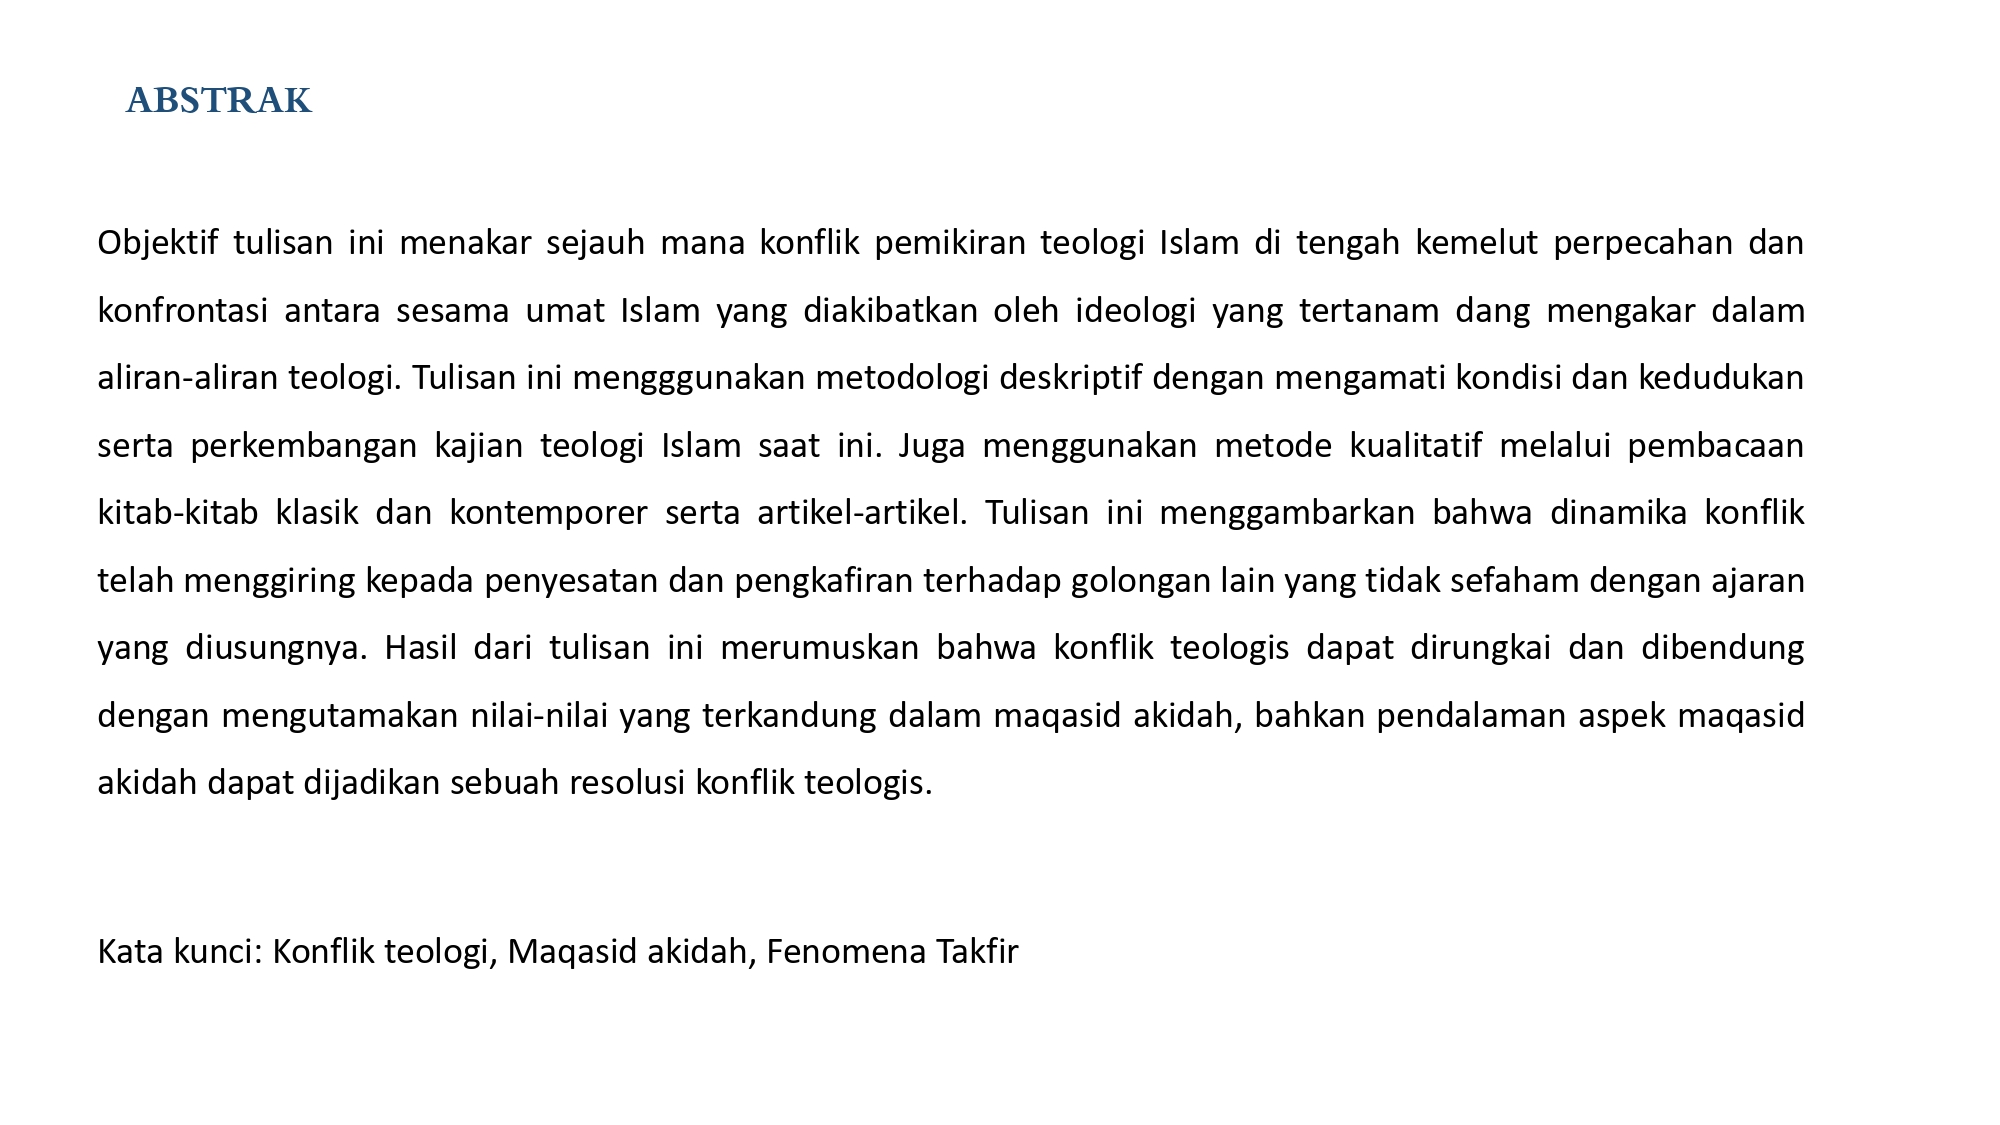 ABSTRAK
Objektif tulisan ini menakar sejauh mana konflik pemikiran teologi Islam di tengah kemelut perpecahan dan
konfrontasi antara sesama umat Islam yang diakibatkan oleh ideologi yang tertanam dang mengakar dalam
aliran-aliran teologi. Tulisan ini mengggunakan metodologi deskriptif dengan mengamati kondisi dan kedudukan
serta perkembangan kajian teologi Islam saat ini. Juga menggunakan metode kualitatif melalui pembacaan
kitab-kitab klasik dan kontemporer serta artikel-artikel. Tulisan ini menggambarkan bahwa dinamika konflik
telah menggiring kepada penyesatan dan pengkafiran terhadap golongan lain yang tidak sefaham dengan ajaran
yang diusungnya. Hasil dari tulisan ini merumuskan bahwa konflik teologis dapat dirungkai dan dibendung
dengan mengutamakan nilai-nilai yang terkandung dalam maqasid akidah, bahkan pendalaman aspek maqasid
akidah dapat dijadikan sebuah resolusi konflik teologis.
Kata kunci: Konflik teologi, Maqasid akidah, Fenomena Takfir